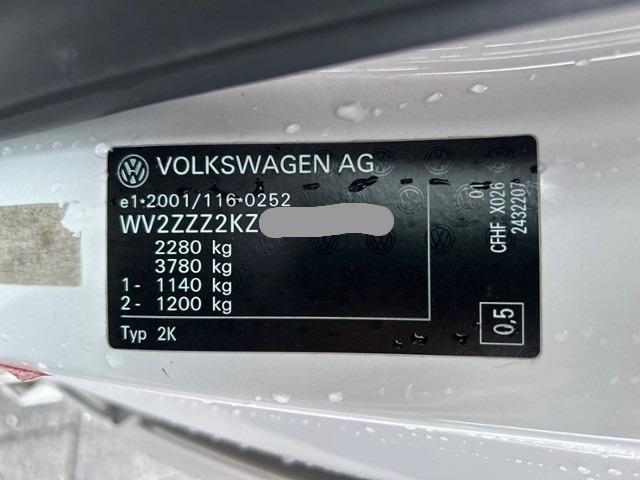 VOLKSWAGEN AG
e1*2001/116*0252
WV2ZZZ2KZ
2280 kg
3780 kg
1- 1140 kg
2- 1200 kg
Typ 2K
01
CFHF X026
2432207
0,5